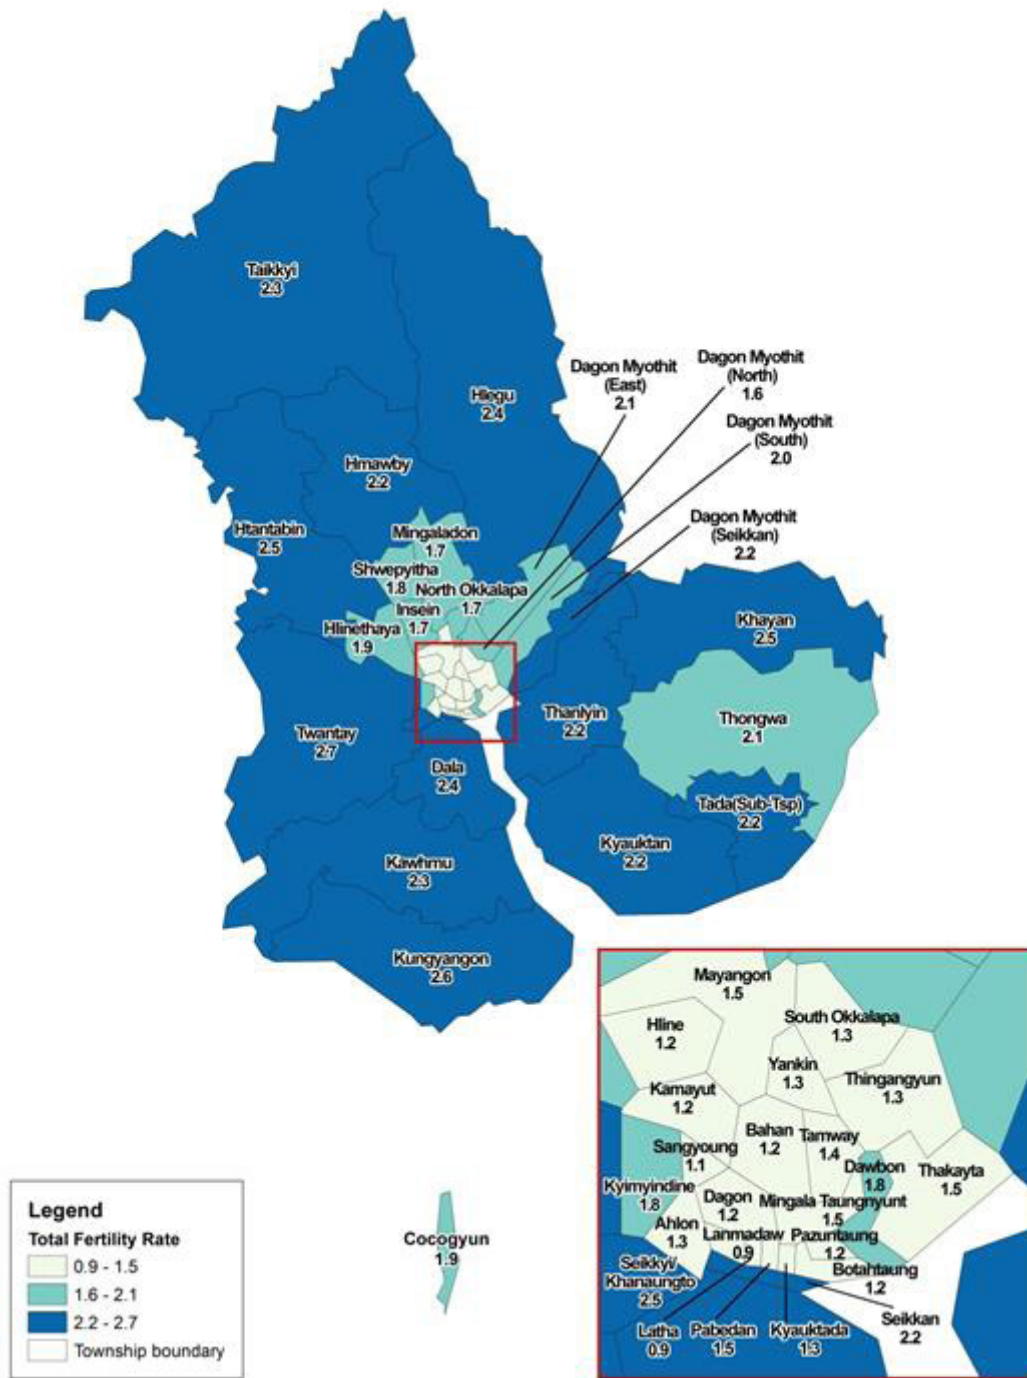 Taikkyi
2.3
Hlegu
2.4
Dagon Myothit
(East)
2.1
Dagon Myothit
(North)
1.6
Dagon Myothit
(South)
2.0
Dagon Myothit
(Seikkan)
2.2
Hmawby
2.2
Htantabin
2.5
Mingaladon
1.7
Shwepyitha
1.8
North Okkalapa
1.7
Insein
1.7
Hlinethaya
1.9
Khayan
2.5
Thongwa
2.1
Thanlyin
2.2
Twantay
2.7
Dala
2.4
Tada(Sub-Tsp)
2.2
Kyauktan
2.2
Kawhmu
2.3
Kungyangon
2.6
Mayangon
1.5
South Okkalapa
1.3
Hline
1.2
Yankin
1.3
Thingangyun
1.3
Kamayut
1.2
Bahan
1.2
Tamway
1.4
Sangyoung
1.1
Dawbon
1.8
Thakayta
1.5
Kyimyindine
1.8
Dagon
1.2
Mingala Taungnyunt
1.5
Ahlon
1.3
Lanmadaw
0.9
Pazuntaung
1.2
Seikkyi/
Khanaungto
2.5
Botahtaung
1.2
Latha
0.9
Pabedan
1.5
Kyauktada
1.3
Seikkan
2.2
Cocogyun
1.9
Legend
Total Fertility Rate
0.9 - 1.5
1.6 - 2.1
2.2 - 2.7
Township boundary